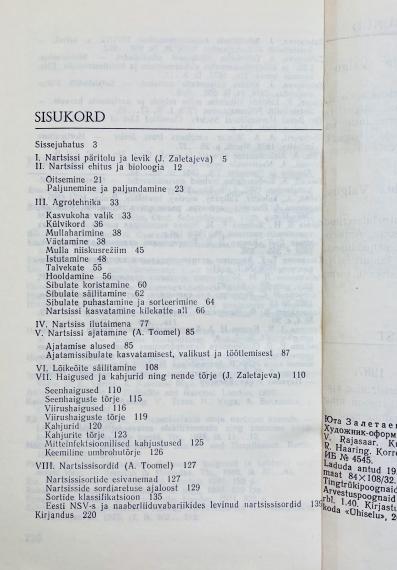 SISUKORD
Sissejuhatus 3
I. Nartsissi päritolu ja levik (J. Zaletajeva) 5
II. Nartsissi ehitus ja bioloogia 12
Õitsemine 21
Paljunemine ja paljundamine 23
III. Agrotehnika 33
Kasvukoha valik 33
Külvikord 36
Mullaharimine 38
Väetamine 38
Mulla niiskusrežiim 45
Istutamine 48
Talvekate 55
Hooldamine 56
Sibulate koristamine 60
Sibulate säilitamine 62
Sibulate puhastamine ja sorteerimine 64
Nartsissi kasvatamine kilekatte all 66
IV. Nartsiss ilutaimena 77
V. Nartsissi ajatamine (A. Toomel) 85
Ajatamise alused 85
Ajatamissibulate kasvatamisest, valikust ja töötlemisest 87
VI. Lõikeõite säilitamine 108
VII. Haigused ja kahjurid ning nende tõrje (J. Zaletajeva) 110
Seenhaigused 110
Seenhaiguste tõrje 115
Viirushaigused 116
Viirushaiguste tõrje 119
Kahjurid 120
Kahjurite tõrje 123
Mitteinfektsioonilised kahjustused 125
Keemiline umbrohutõrje 126
VIII. Nartsissisordid (A. Toomel) 127
Nartsissisortide esivanemad 127
Nartsisside sordiaretuse ajaloost 129
Sortide klassifikatsioon 135
Eesti NSV-s ja naaberliiduvabariikides levinud nartsissisordid 139
Kirjandus 220
Юта Залетаев
Художник-оформ
V. Rajassar, K
R. Haaring. Korre
ИБ № 4545.
Laduda antud 19.
maat 84×108/32.
Tingtrükipoognaid
Arvestuspoognaid
rbl. 1.40. Kirjast
koda «Ühiselu», 2